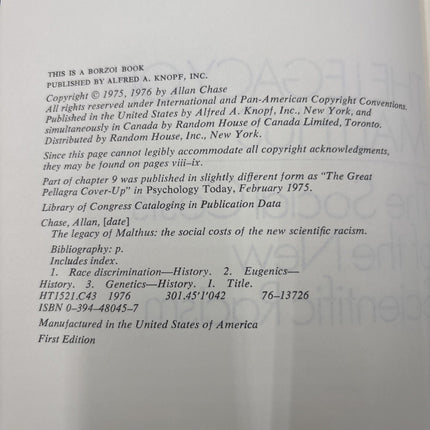 THIS IS A BORZOI BOOK
PUBLISHED BY ALFRED A. KNOPF, INC.
Copyright © 1975, 1976 by Allan Chase
All rights reserved under International and Pan-American Copyright Conventions.
Published in the United States by Alfred A. Knopf, Inc., New York, and
simultaneously in Canada by Random House of Canada Limited, Toronto.
Distributed by Random House, Inc., New York.
Since this page cannot legibly accommodate all copyright acknowledgments,
they may be found on pages viii–ix.
Part of chapter 9 was published in slightly different form as "The Great
Pellagra Cover-Up" in Psychology Today, February 1975.
Library of Congress Cataloging in Publication Data
Chase, Allan, [date]
The legacy of Malthus: the social costs of the new scientific racism.
Bibliography: p.
Includes index.
1. Race discrimination—History. 2. Eugenics—
History. 3. Genetics—History. I. Title.
HT1521.C43 1976 301.45'1'042 76–13726
ISBN 0–394–48045–7
Manufactured in the United States of America
First Edition